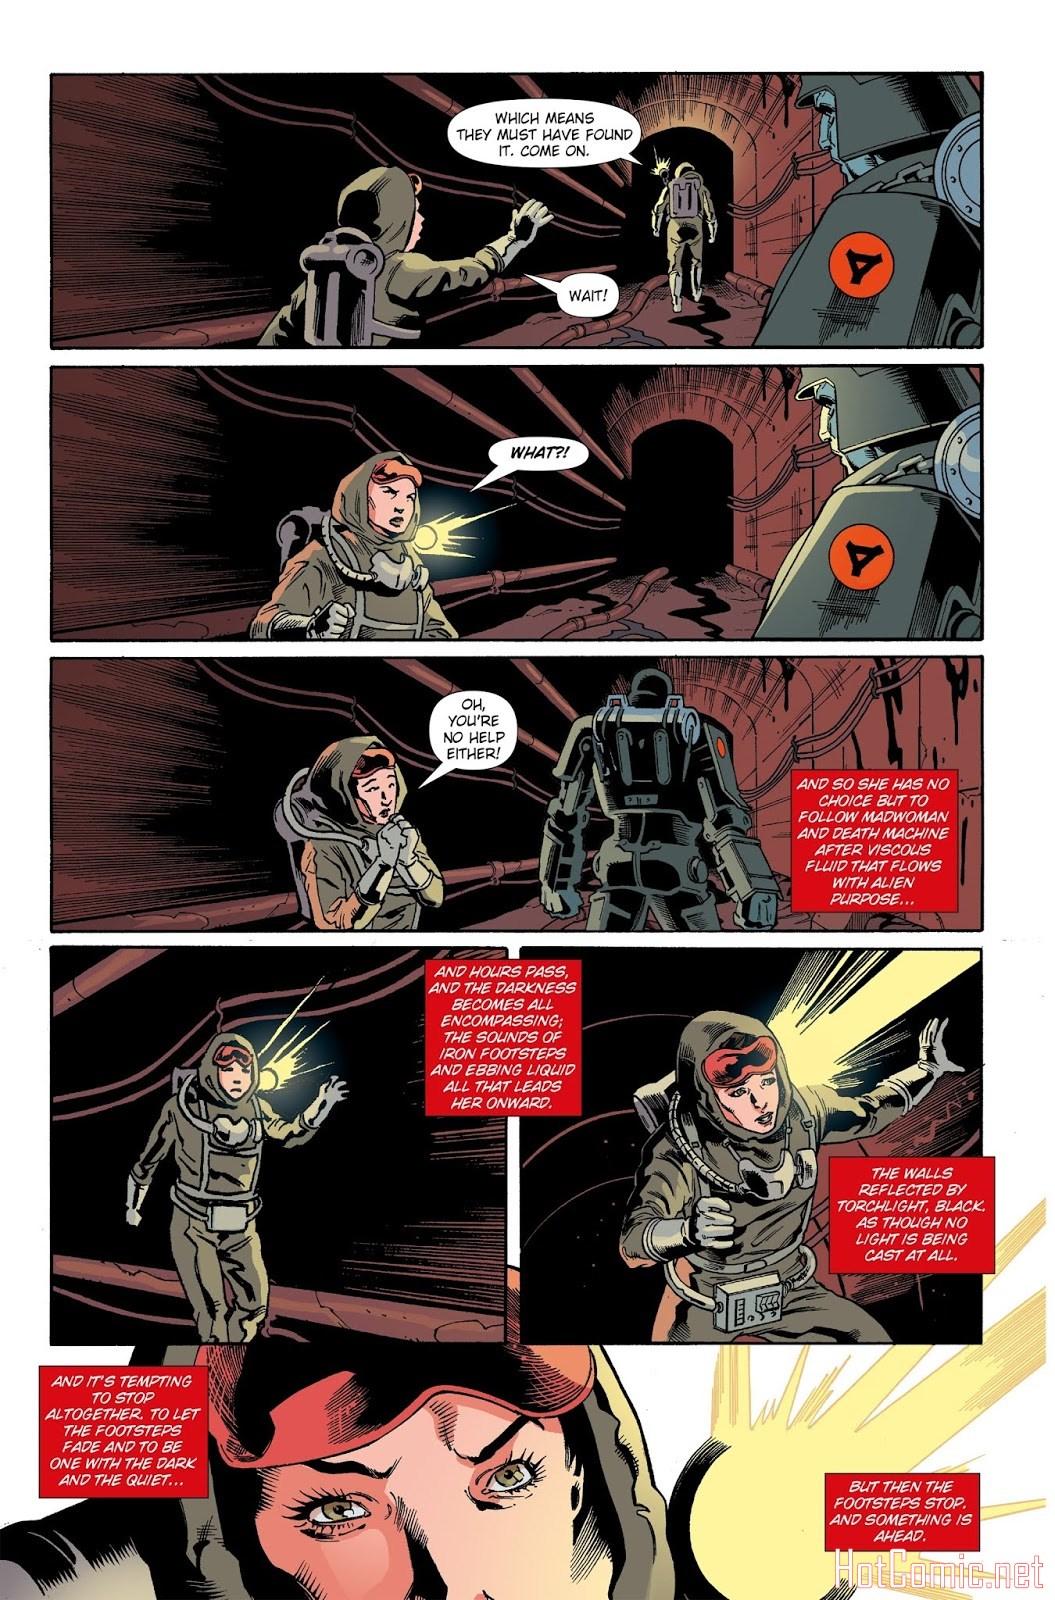 WHICH MEANS
THEY MUST HAVE FOUND
IT. COME ON.
WAIT!
WHAT?!
OH,
YOU'RE
NO HELP
EITHER!
AND SO SHE HAS NO
CHOICE BUT TO
FOLLOW MADWOMAN
AND DEATH MACHINE
AFTER VISCOUS
FLUID THAT FLOWS
WITH ALIEN
PURPOSE...
AND HOURS PASS,
AND THE DARKNESS
BECOMES ALL
ENCOMPASSING;
THE SOUNDS OF
IRON FOOTSTEPS
AND EBBING LIQUID
ALL THAT LEADS
HER ONWARD.
THE WALLS
REFLECTED BY
TORCHLIGHT, BLACK.
AS THOUGH NO
LIGHT IS BEING
CAST AT ALL.
AND IT'S TEMPTING
TO STOP
ALTOGETHER. TO LET
THE FOOTSTEPS
FADE AND TO BE
ONE WITH THE DARK
AND THE QUIET...
BUT THEN THE
FOOTSTEPS STOP.
AND SOMETHING IS
AHEAD.
HotComic.net